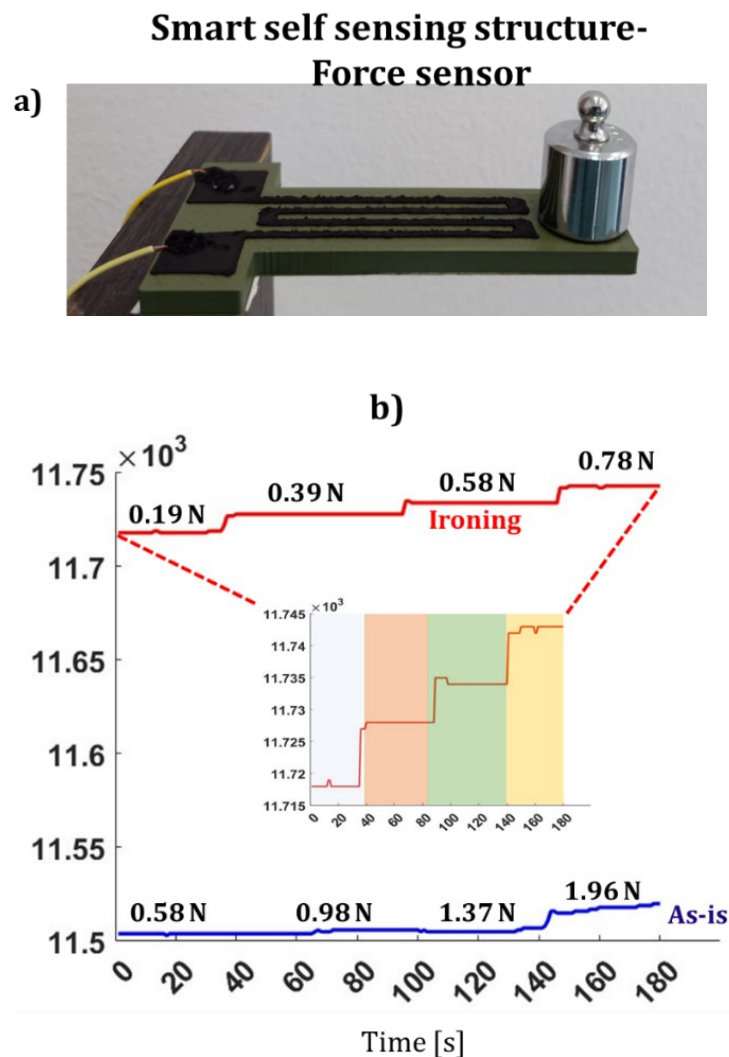 Smart self sensing structure-
Force sensor
a)
b)
×10³
11.75
11.7
11.65
11.6
11.55
11.5
0.19 N
0.39 N
0.58 N
0.78 N
Ironing
×10³
11.745
11.74
11.735
11.73
11.725
11.72
11.715
0 20 40 60 80 100 120 140 160 180
0.58 N
0.98 N
1.37 N
1.96 N
As-is
0 20 40 60 80 100 120 140 160 180
Time [s]